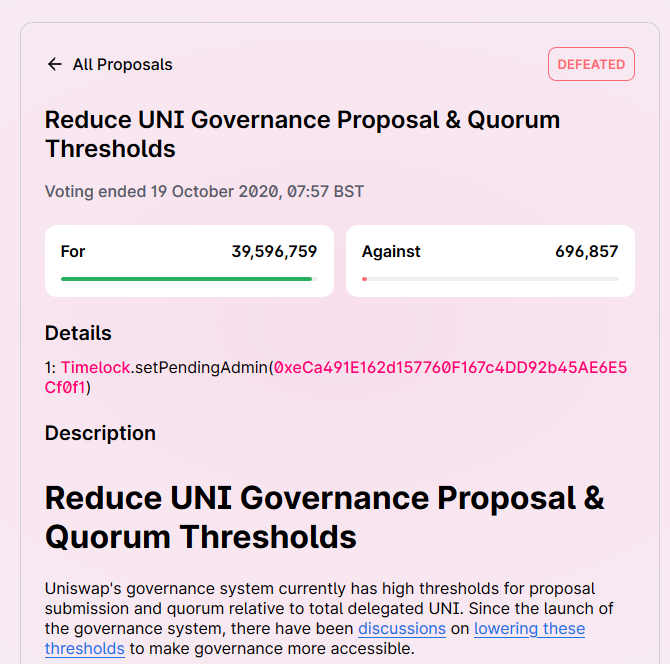 ← All Proposals
DEFEATED
Reduce UNI Governance Proposal & Quorum
Thresholds
Voting ended 19 October 2020, 07:57 BST
For 39,596,759
Against 696,857
Details
1: Timelock.setPendingAdmin(0xeCa491E162d157760F167c4DD92b45AE6E5
Cf0f1)
Description
Reduce UNI Governance Proposal &
Quorum Thresholds
Uniswap's governance system currently has high thresholds for proposal
submission and quorum relative to total delegated UNI. Since the launch of
the governance system, there have been discussions on lowering these
thresholds to make governance more accessible.